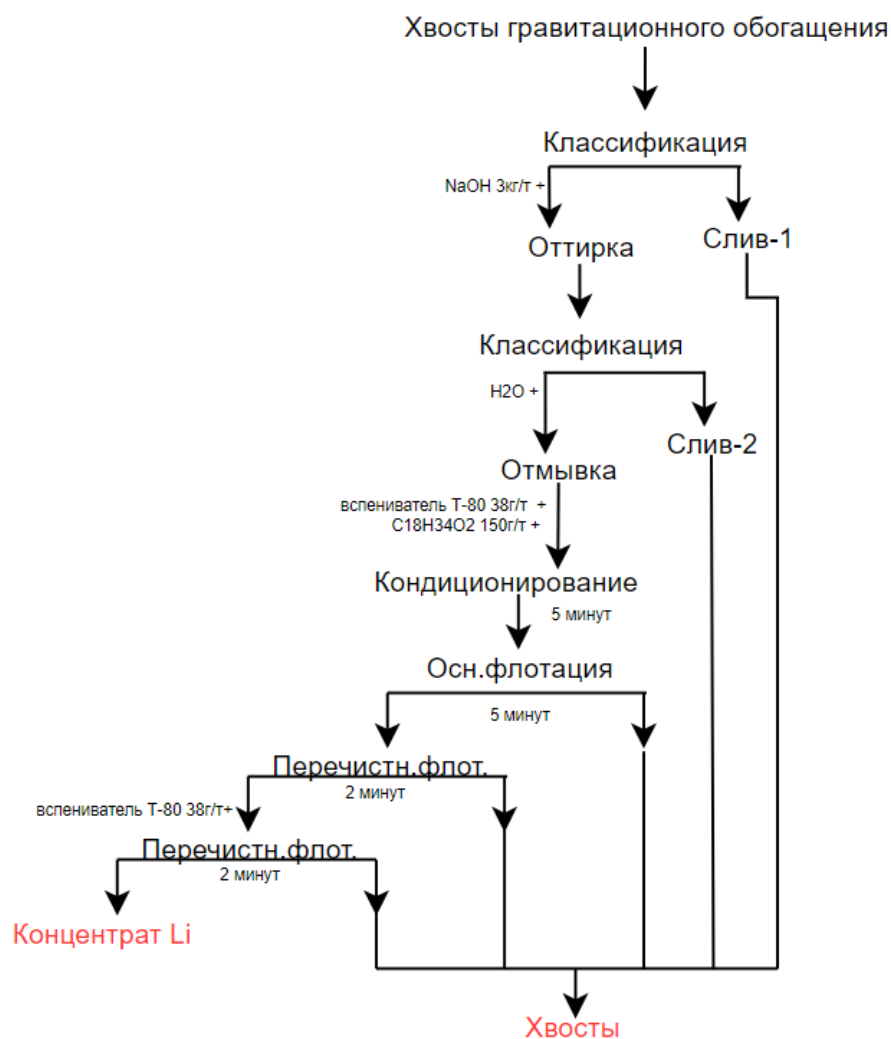 Хвосты гравитационного обогащения
Классификация
NaOH 3кг/т +
Оттирка
Слив-1
Классификация
H2O +
Слив-2
Отмывка
вспениватель Т-80 38г/т +
C18H34O2 150г/т +
Кондиционирование
5 минут
Осн.флотация
5 минут
Перечистн.флот.
2 минут
вспениватель Т-80 38г/т+
Перечистн.флот.
2 минут
Концентрат Li
Хвосты